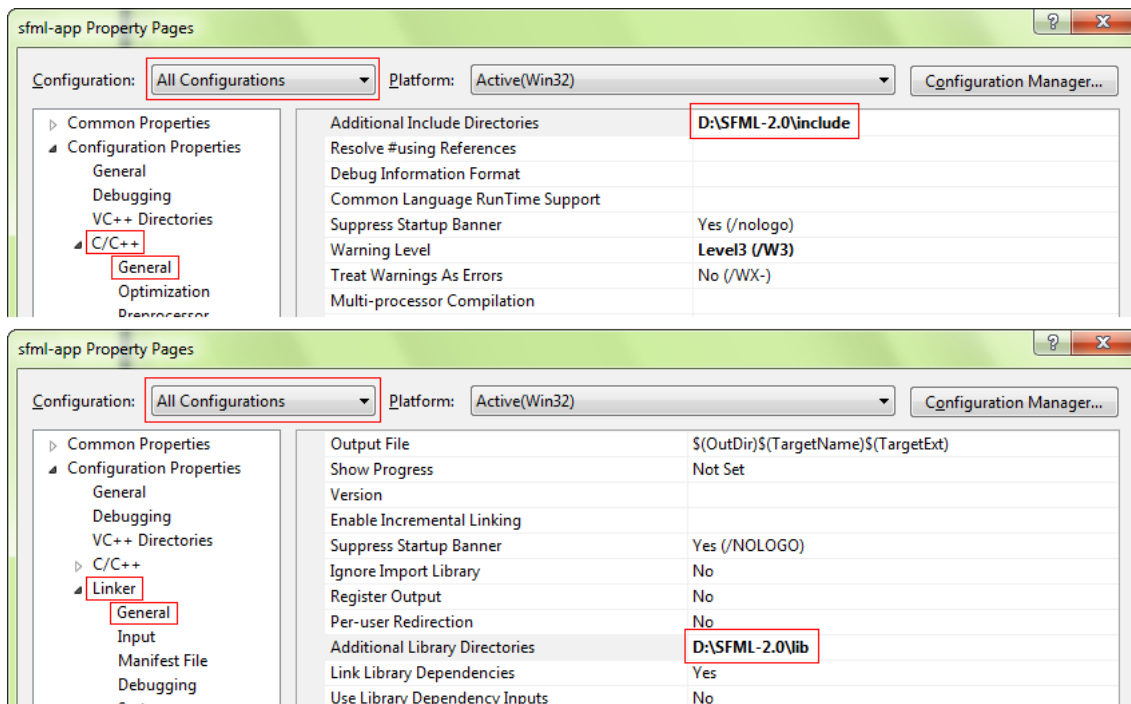 sfml-app Property Pages
Configuration: All Configurations Platform: Active(Win32) Configuration Manager...
Common Properties
Configuration Properties
General
Debugging
VC++ Directories
C/C++
General
Optimization
Preprocessor
Additional Include Directories D:\SFML-2.0\include
Resolve #using References
Debug Information Format
Common Language RunTime Support
Suppress Startup Banner Yes (/nologo)
Warning Level Level3 (/W3)
Treat Warnings As Errors No (/WX-)
Multi-processor Compilation
sfml-app Property Pages
Configuration: All Configurations Platform: Active(Win32) Configuration Manager...
Common Properties
Configuration Properties
General
Debugging
VC++ Directories
C/C++
Linker
General
Input
Manifest File
Debugging
Output File $(OutDir)$(TargetName)$(TargetExt)
Show Progress Not Set
Version
Enable Incremental Linking
Suppress Startup Banner Yes (/NOLOGO)
Ignore Import Library No
Register Output No
Per-user Redirection No
Additional Library Directories D:\SFML-2.0\lib
Link Library Dependencies Yes
Use Library Dependency Inputs No